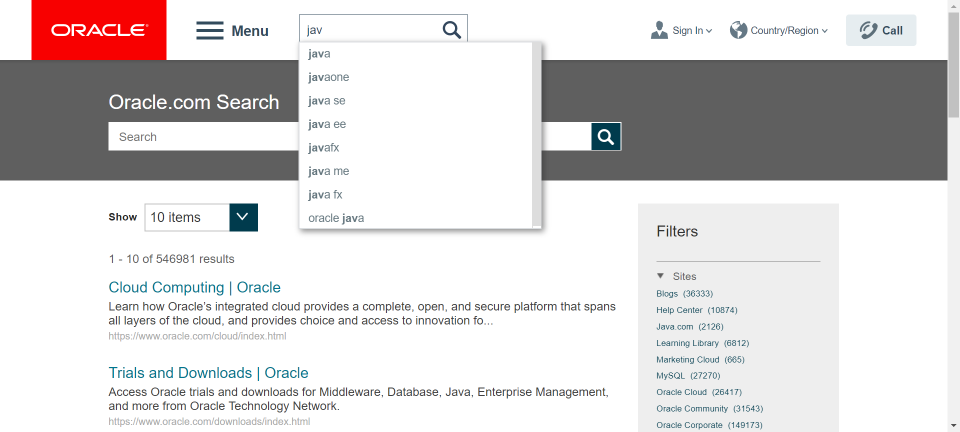 ORACLE
Menu
jav
Sign In
Country/Region
Call
java
javaone
java se
java ee
javafx
java me
java fx
oracle java
Oracle.com Search
Search
Show
10 items
1 - 10 of 546981 results
Cloud Computing | Oracle
Learn how Oracle's integrated cloud provides a complete, open, and secure platform that spans
all layers of the cloud, and provides choice and access to innovation fo...
https://www.oracle.com/cloud/index.html
Trials and Downloads | Oracle
Access Oracle trials and downloads for Middleware, Database, Java, Enterprise Management,
and more from Oracle Technology Network.
https://www.oracle.com/downloads/index.html
Filters
Sites
Blogs (36333)
Help Center (10874)
Java.com (2126)
Learning Library (6812)
Marketing Cloud (665)
MySQL (27270)
Oracle Cloud (26417)
Oracle Community (31543)
Oracle Corporate (149173)